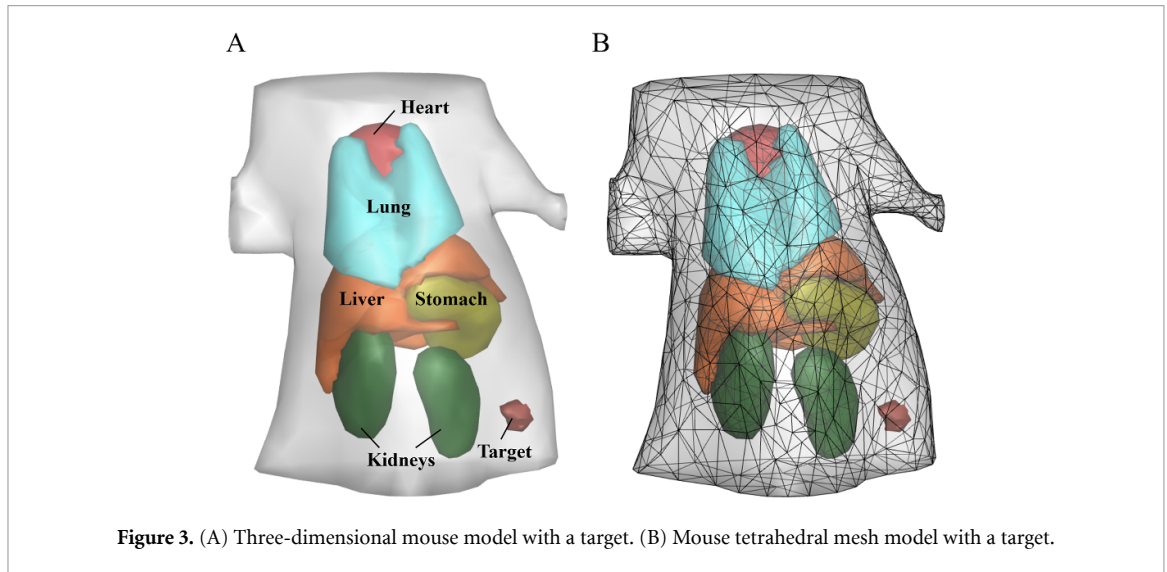 A
B
Heart
Lung
Liver
Stomach
Kidneys
Target
Figure 3. (A) Three-dimensional mouse model with a target. (B) Mouse tetrahedral mesh model with a target.